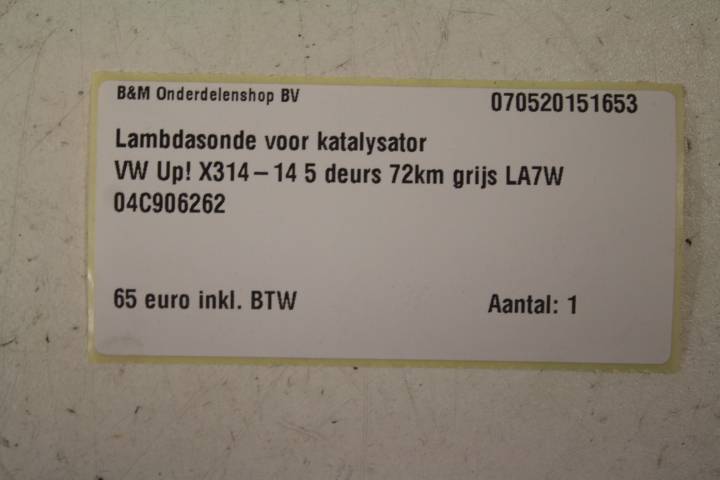 B&M Onderdelenshop BV 070520151653
Lambdasonde voor katalysator
VW Up! X314-14 5 deurs 72km grijs LA7W
04C906262
65 euro inkl. BTW Aantal: 1